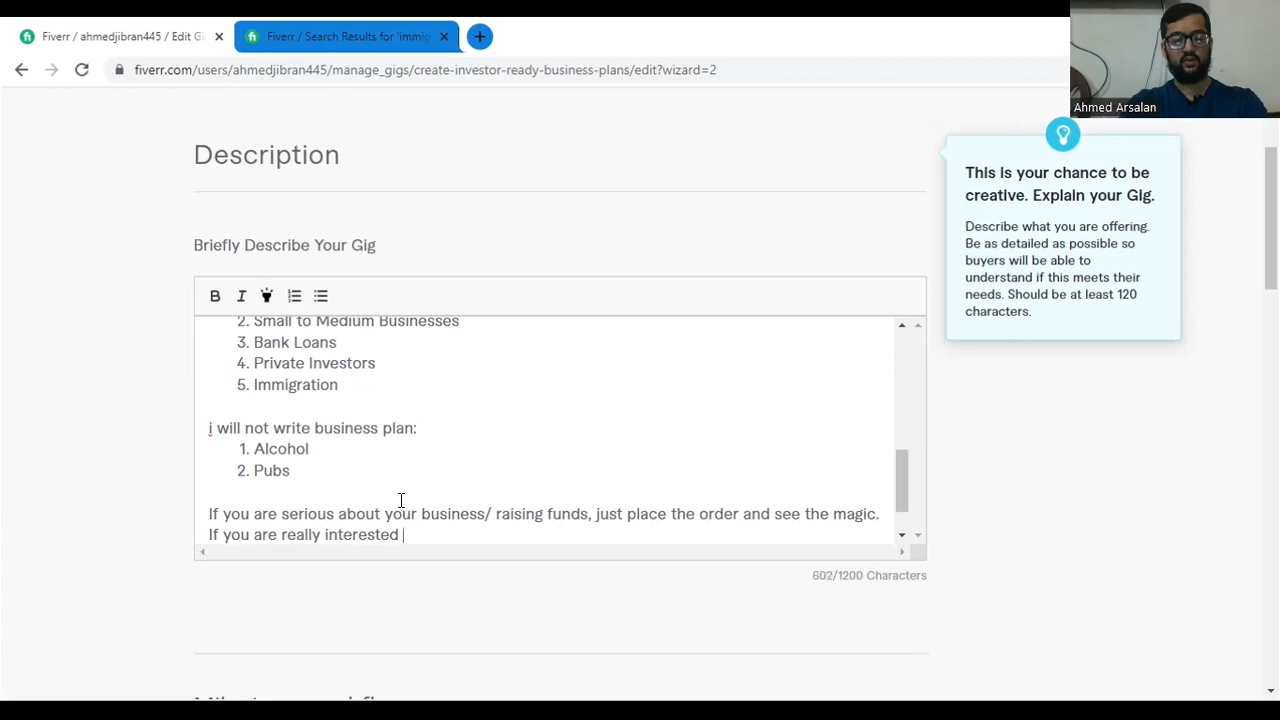 Fiverr / ahmedjibran445 / Edit Gi
Fiverr / Search Results for 'immig
fiverr.com/users/ahmedjibran445/manage_gigs/create-investor-ready-business-plans/edit?wizard=2
Ahmed Arsalan
Description
Briefly Describe Your Gig
B I
2. Small to Medium Businesses
3. Bank Loans
4. Private Investors
5. Immigration
i will not write business plan:
1. Alcohol
2. Pubs
If you are serious about your business/ raising funds, just place the order and see the magic.
If you are really interested
602/1200 Characters
This is your chance to be
creative. Explain your Gig.
Describe what you are offering.
Be as detailed as possible so
buyers will be able to
understand if this meets their
needs. Should be at least 120
characters.